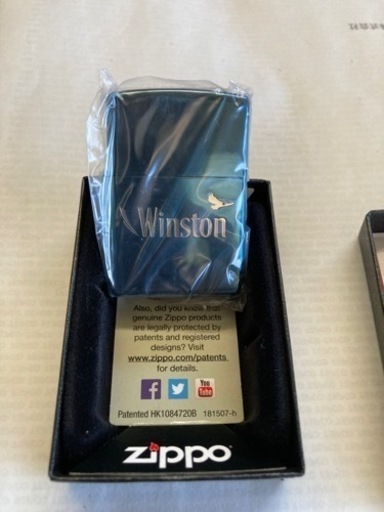 Winston
Also, did you know that
genuine Zippo products
are legally protected by
patents and registered
designs? Visit
www.zippo.com/patents
for details.
f
You
Tube
Patented HK1084720B 181507-h
zippo